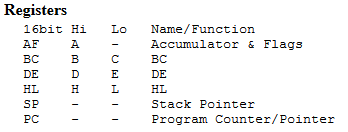 Registers
16bit Hi Lo Name/Function
AF A - Accumulator & Flags
BC B C BC
DE D E DE
HL H L HL
SP - - Stack Pointer
PC - - Program Counter/Pointer